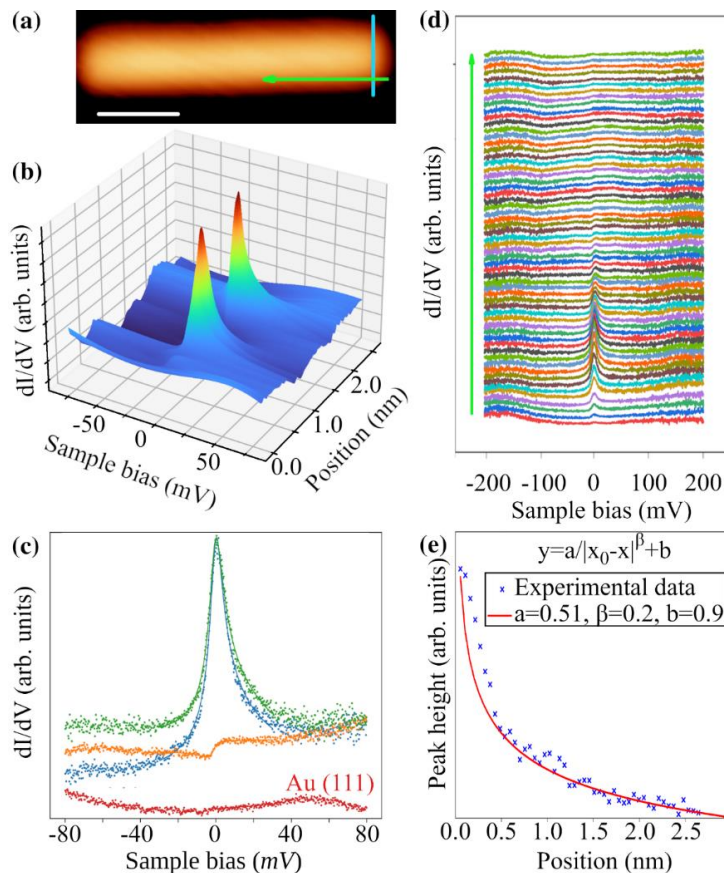 (a)
(b)
dI/dV (arb. units)
-50
0
50
Sample bias (mV)
0.0
1.0
2.0
Position (nm)
(c)
dI/dV (arb. units)
Au (111)
-80
-40
0
40
80
Sample bias (mV)
(d)
dI/dV (arb. units)
-200
-100
0
100
200
Sample bias (mV)
(e)
y=a/|x₀-x|^β+b
Experimental data
a=0.51, β=0.2, b=0.9
Peak height (arb. units)
0.0
0.5
1.0
1.5
2.0
2.5
Position (nm)